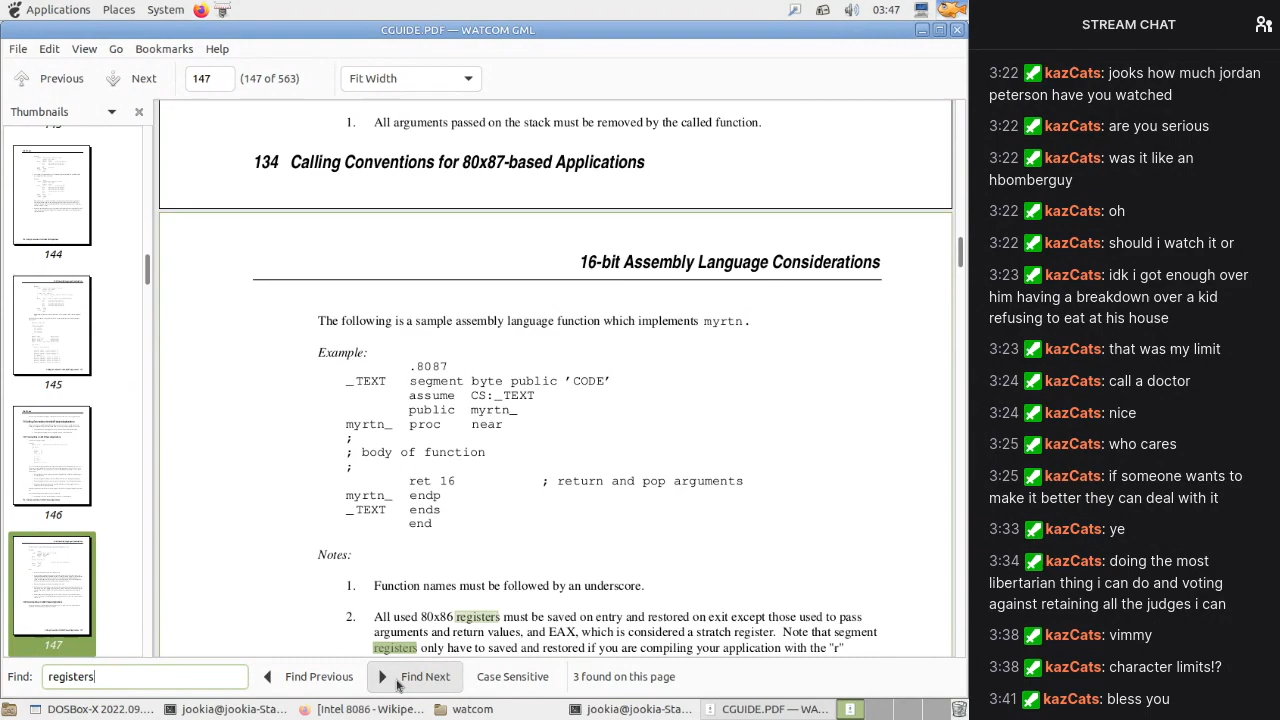 Applications Places System 03:47
CGUIDE.PDF — WATCOM GML
File Edit View Go Bookmarks Help
Previous Next 147 (147 of 563) Fit Width
Thumbnails
144
145
146
147
1. All arguments passed on the stack must be removed by the called function.
134 Calling Conventions for 80x87-based Applications
16-bit Assembly Language Considerations
The following is a sample assembly language function which implements myrtn.
Example:
.8087
_TEXT segment byte public 'CODE'
assume CS:_TEXT
public myrtn_
myrtn_ proc near
;
; body of function
;
ret 16 ; return and pop arguments
myrtn_ endp
_TEXT ends
end
Notes:
1. Function names must be followed by an underscore.
2. All used 80x86 registers must be saved on entry and restored on exit except those used to pass
arguments and return values, and EAX, which is considered a stratch register. Note that segment
registers only have to saved and restored if you are compiling your application with the "r"
Find: registers Find Previous Find Next Case Sensitive 3 found on this page
DOSBox-X 2022.09.... jookia@jookia-Sta... [Intel 8087 - Wikipe... watcom jookia@jookia-Sta... CGUIDE.PDF — WA...
STREAM CHAT
3:22 kazCats: jooks how much jordan
peterson have you watched
3:22 kazCats: are you serious
3:22 kazCats: was it like an
hbomberguy
3:22 kazCats: oh
3:22 kazCats: should i watch it or
3:23 kazCats: idk i got enough over
him having a breakdown over a kid
refusing to eat at his house
3:23 kazCats: that was my limit
3:24 kazCats: call a doctor
3:24 kazCats: nice
3:25 kazCats: who cares
3:25 kazCats: if someone wants to
make it better they can deal with it
3:33 kazCats: ye
3:34 kazCats: doing the most
libertarian thing i can do and voting
against retaining all the judges i can
3:38 kazCats: vimmy
3:38 kazCats: character limits!?
3:41 kazCats: bless you